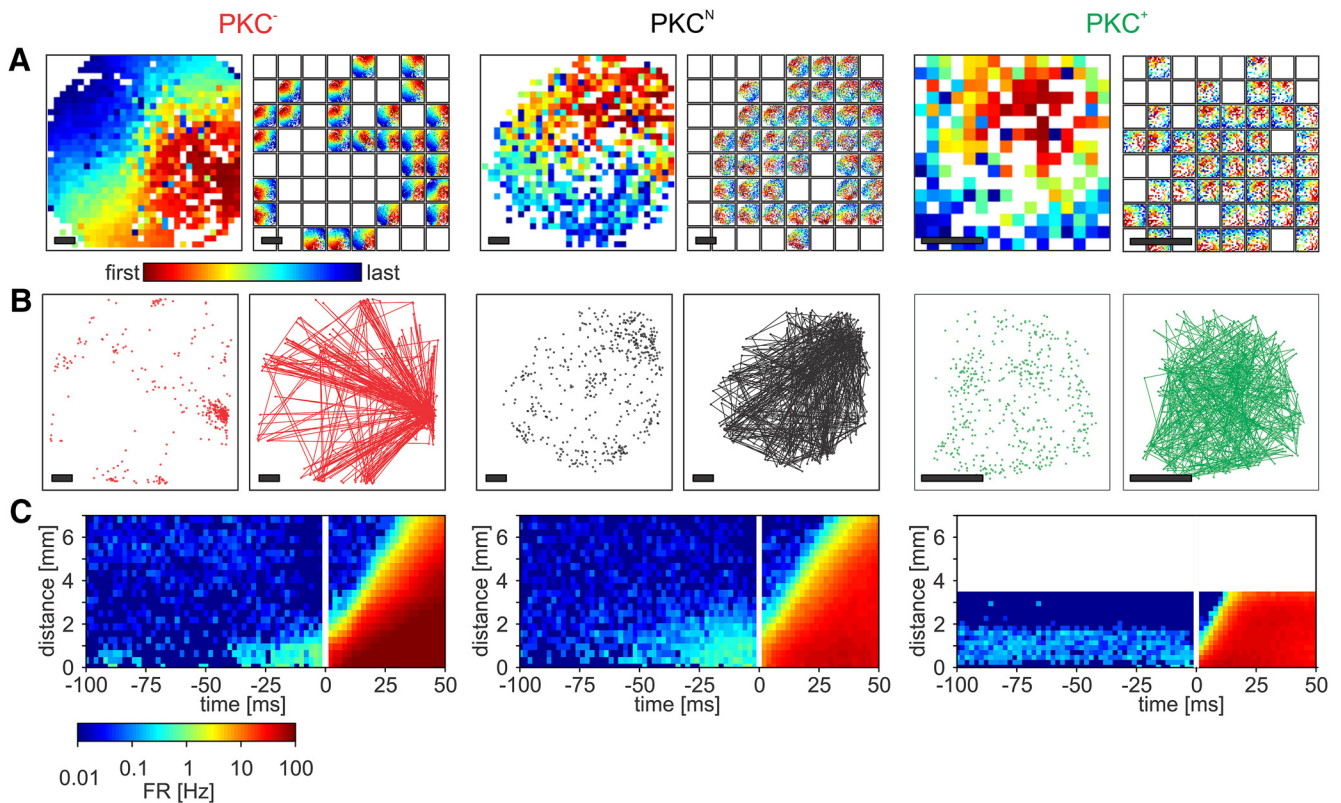 PKC⁻ PKCᴺ PKC⁺
A
first last
B
C
distance [mm]
6
4
2
0
-100 -75 -50 -25 0 25 50
time [ms]
distance [mm]
6
4
2
0
-100 -75 -50 -25 0 25 50
time [ms]
distance [mm]
6
4
2
0
-100 -75 -50 -25 0 25 50
time [ms]
0.01 0.1 1 10 100
FR [Hz]